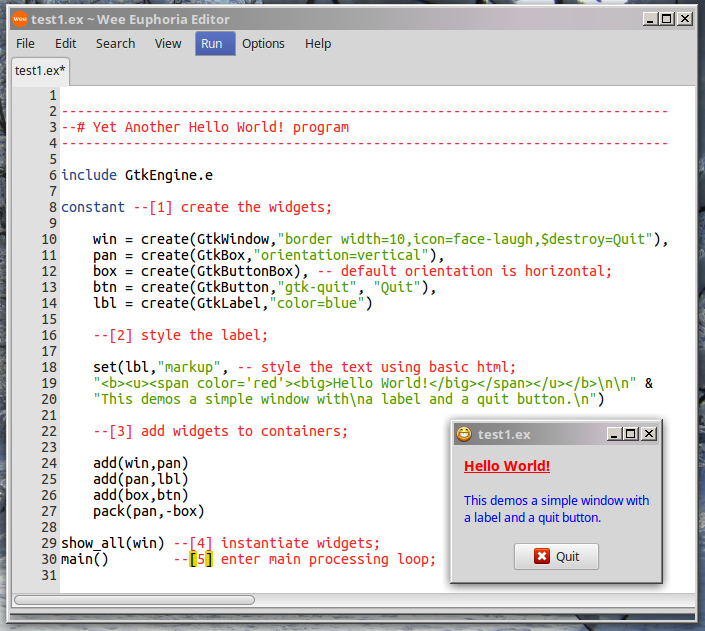 wee test1.ex ~ Wee Euphoria Editor
File Edit Search View Run Options Help
test1.ex*
1
2 ----------------------------------------------------------------------------
3 --# Yet Another Hello World! program
4 ----------------------------------------------------------------------------
5
6 include GtkEngine.e
7
8 constant --[1] create the widgets;
9
10     win = create(GtkWindow,"border width=10,icon=face-laugh,$destroy=Quit"),
11     pan = create(GtkBox,"orientation=vertical"),
12     box = create(GtkButtonBox), -- default orientation is horizontal;
13     btn = create(GtkButton,"gtk-quit", "Quit"),
14     lbl = create(GtkLabel,"color=blue")
15
16     --[2] style the label;
17
18     set(lbl,"markup", -- style the text using basic html;
19     "<b><u><span color='red'><big>Hello World!</big></span></u></b>\n\n" &
20     "This demos a simple window with\na label and a quit button.\n")
21
22     --[3] add widgets to containers;
23
24     add(win,pan)
25     add(pan,lbl)
26     add(box,btn)
27     pack(pan,-box)
28
29 show_all(win) --[4] instantiate widgets;
30 main()        --[5] enter main processing loop;
31
test1.ex
Hello World!
This demos a simple window with
a label and a quit button.
Quit